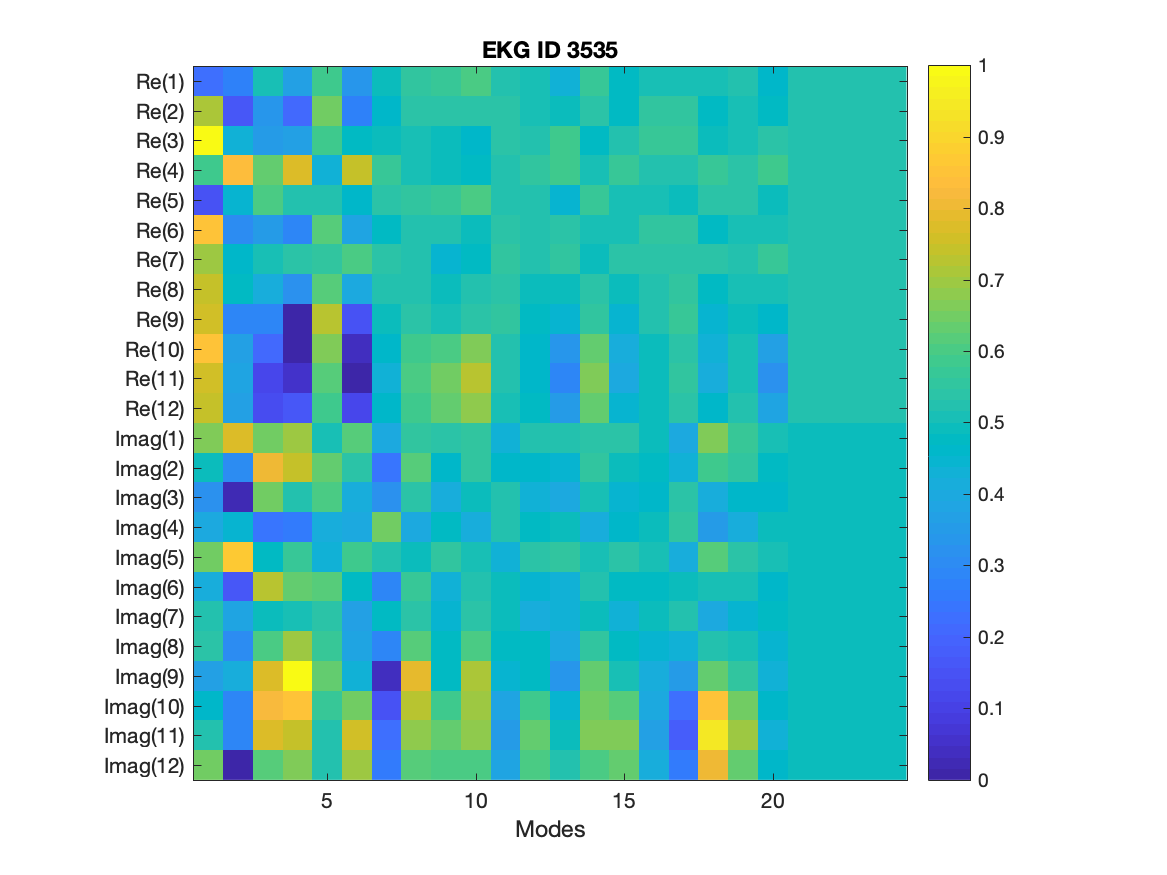 EKG ID 3535
Re(1)
Re(2)
Re(3)
Re(4)
Re(5)
Re(6)
Re(7)
Re(8)
Re(9)
Re(10)
Re(11)
Re(12)
Imag(1)
Imag(2)
Imag(3)
Imag(4)
Imag(5)
Imag(6)
Imag(7)
Imag(8)
Imag(9)
Imag(10)
Imag(11)
Imag(12)
5 10 15 20
Modes
1
0.9
0.8
0.7
0.6
0.5
0.4
0.3
0.2
0.1
0